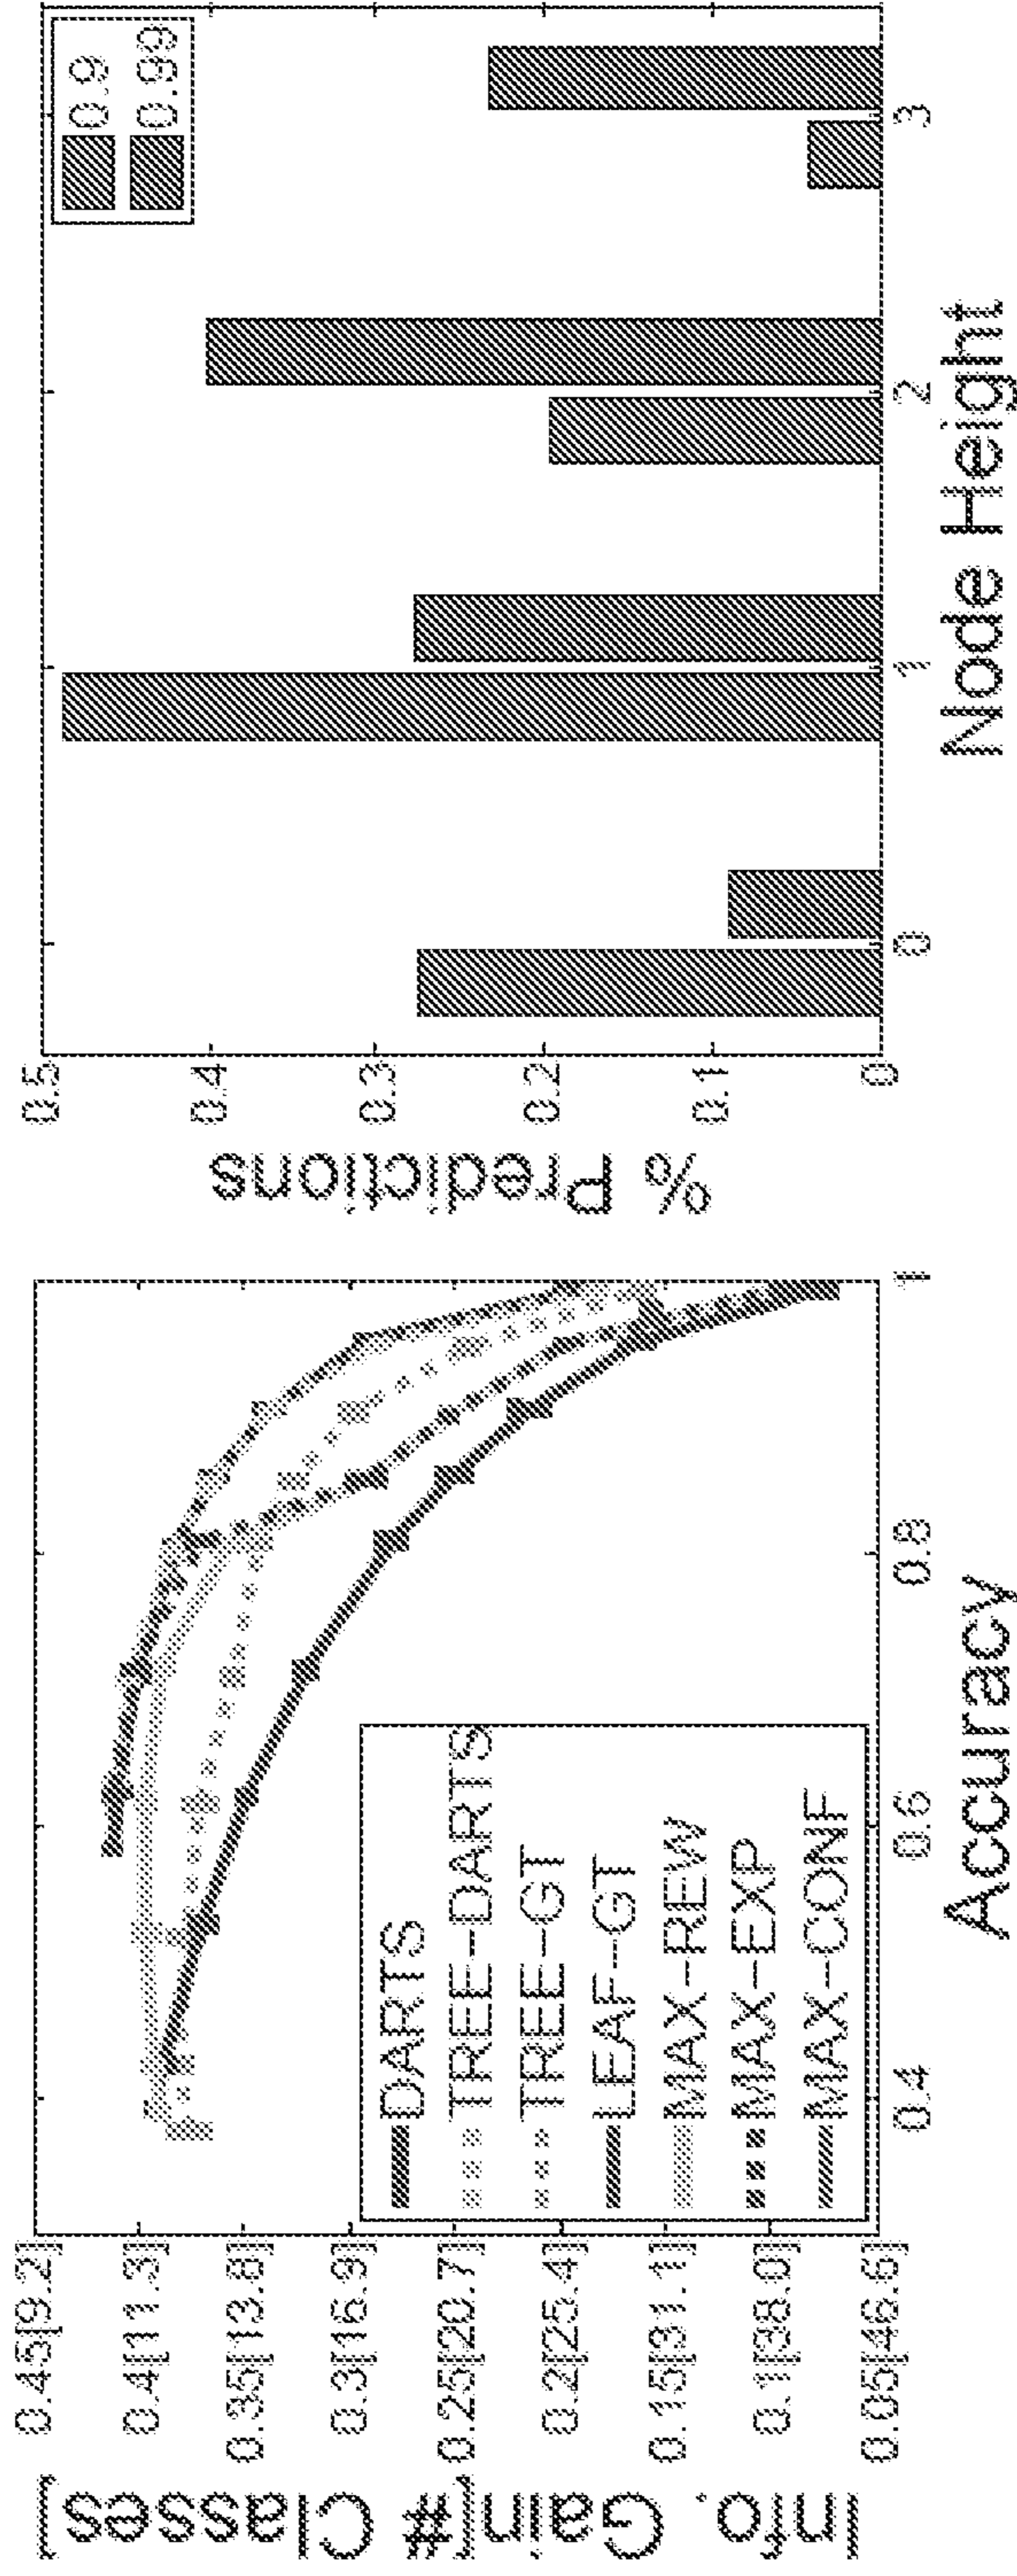 Info. Gain[# Classes]
0.45[9.2]
0.4[11.3]
0.35[13.8]
0.3[16.9]
0.25[20.7]
0.2[25.4]
0.15[31.1]
0.1[38.0]
0.05[46.6]
DARTS
TREE-DARTS
TREE-GT
LEAF-GT
MAX-REW
MAX-EXP
MAX-CONF
0.4
0.6
0.8
1
Accuracy
% Predictions
0.5
0.4
0.3
0.2
0.1
0
0.9
0.99
0
1
2
3
Node Height